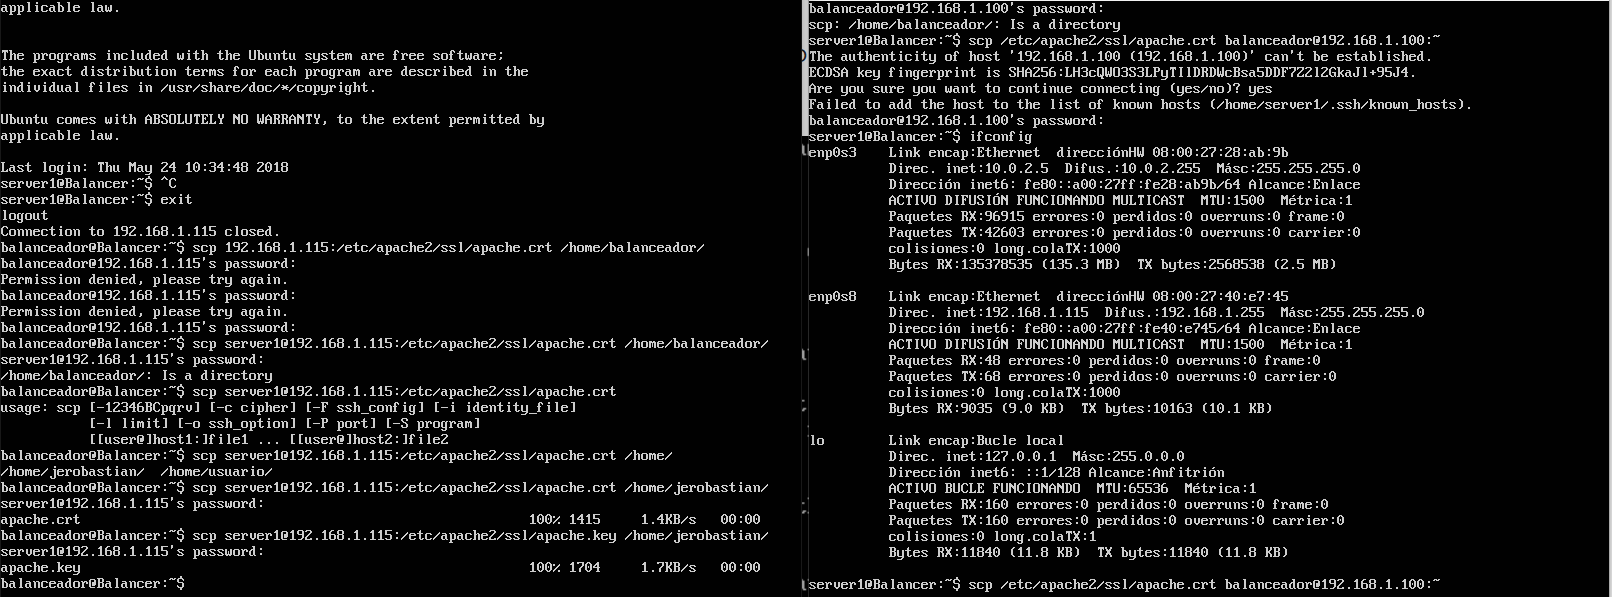 applicable law.
The programs included with the Ubuntu system are free software;
the exact distribution terms for each program are described in the
individual files in /usr/share/doc/*/copyright.
Ubuntu comes with ABSOLUTELY NO WARRANTY, to the extent permitted by
applicable law.
Last login: Thu May 24 10:34:48 2018
server1@Balancer:~$ ^C
server1@Balancer:~$ exit
logout
Connection to 192.168.1.115 closed.
balanceador@Balancer:~$ scp 192.168.1.115:/etc/apache2/ssl/apache.crt /home/balanceador/
balanceador@192.168.1.115's password:
Permission denied, please try again.
balanceador@192.168.1.115's password:
Permission denied, please try again.
balanceador@192.168.1.115's password:
balanceador@Balancer:~$ scp server1@192.168.1.115:/etc/apache2/ssl/apache.crt /home/balanceador/
server1@192.168.1.115's password:
/home/balanceador/: Is a directory
balanceador@Balancer:~$ scp server1@192.168.1.115:/etc/apache2/ssl/apache.crt
usage: scp [-12346BCpqrv] [-c cipher] [-F ssh_config] [-i identity_file]
[-l limit] [-o ssh_option] [-P port] [-S program]
[[user@]host1:]file1 ... [[user@]host2:]file2
balanceador@Balancer:~$ scp server1@192.168.1.115:/etc/apache2/ssl/apache.crt /home/
/home/jerobastian/  /home/usuario/
balanceador@Balancer:~$ scp server1@192.168.1.115:/etc/apache2/ssl/apache.crt /home/jerobastian/
server1@192.168.1.115's password:
apache.crt 100% 1415 1.4KB/s 00:00
balanceador@Balancer:~$ scp server1@192.168.1.115:/etc/apache2/ssl/apache.key /home/jerobastian/
server1@192.168.1.115's password:
apache.key 100% 1704 1.7KB/s 00:00
balanceador@Balancer:~$
balanceador@192.168.1.100's password:
scp: /home/balanceador/: Is a directory
server1@Balancer:~$ scp /etc/apache2/ssl/apache.crt balanceador@192.168.1.100:~
The authenticity of host '192.168.1.100 (192.168.1.100)' can't be established.
ECDSA key fingerprint is SHA256:LH3cQWO3S3LPyTIlDRDWcBsa5DDF722l2GkaJl+95J4.
Are you sure you want to continue connecting (yes/no)? yes
Failed to add the host to the list of known hosts (/home/server1/.ssh/known_hosts).
balanceador@192.168.1.100's password:
server1@Balancer:~$ ifconfig
enp0s3 Link encap:Ethernet direcciónHW 08:00:27:28:ab:9b
Direc. inet:10.0.2.5 Difus.:10.0.2.255 Másc:255.255.255.0
Dirección inet6: fe80::a00:27ff:fe28:ab9b/64 Alcance:Enlace
ACTIVO DIFUSIÓN FUNCIONANDO MULTICAST MTU:1500 Métrica:1
Paquetes RX:96915 errores:0 perdidos:0 overruns:0 frame:0
Paquetes TX:42603 errores:0 perdidos:0 overruns:0 carrier:0
colisiones:0 long.colaTX:1000
Bytes RX:135378535 (135.3 MB) TX bytes:2568538 (2.5 MB)
enp0s8 Link encap:Ethernet direcciónHW 08:00:27:40:e7:45
Direc. inet:192.168.1.115 Difus.:192.168.1.255 Másc:255.255.255.0
Dirección inet6: fe80::a00:27ff:fe40:e745/64 Alcance:Enlace
ACTIVO DIFUSIÓN FUNCIONANDO MULTICAST MTU:1500 Métrica:1
Paquetes RX:48 errores:0 perdidos:0 overruns:0 frame:0
Paquetes TX:68 errores:0 perdidos:0 overruns:0 carrier:0
colisiones:0 long.colaTX:1000
Bytes RX:9035 (9.0 KB) TX bytes:10163 (10.1 KB)
lo Link encap:Bucle local
Direc. inet:127.0.0.1 Másc:255.0.0.0
Dirección inet6: ::1/128 Alcance:Anfitrión
ACTIVO BUCLE FUNCIONANDO MTU:65536 Métrica:1
Paquetes RX:160 errores:0 perdidos:0 overruns:0 frame:0
Paquetes TX:160 errores:0 perdidos:0 overruns:0 carrier:0
colisiones:0 long.colaTX:1
Bytes RX:11840 (11.8 KB) TX bytes:11840 (11.8 KB)
server1@Balancer:~$ scp /etc/apache2/ssl/apache.crt balanceador@192.168.1.100:~